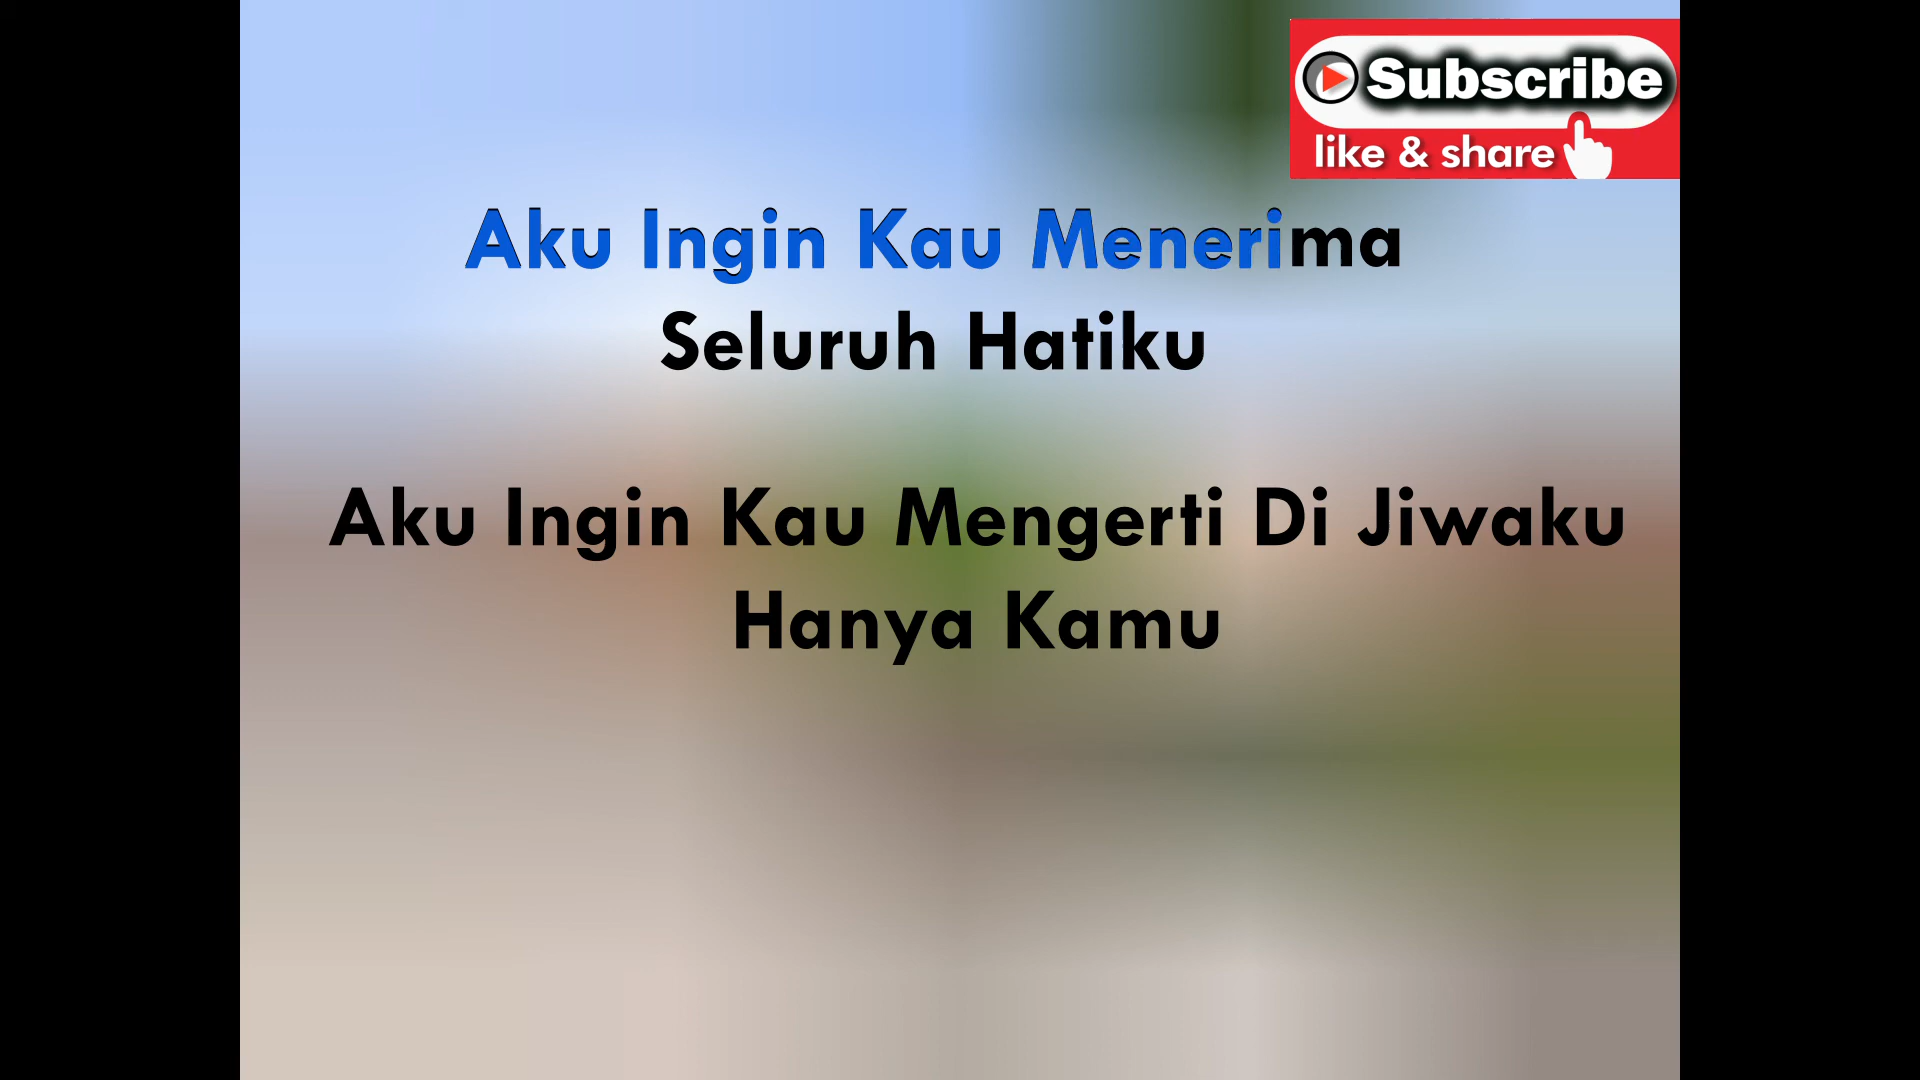 Subscribe
like & share
Aku Ingin Kau Menerima
Seluruh Hatiku
Aku Ingin Kau Mengerti Di Jiwaku
Hanya Kamu